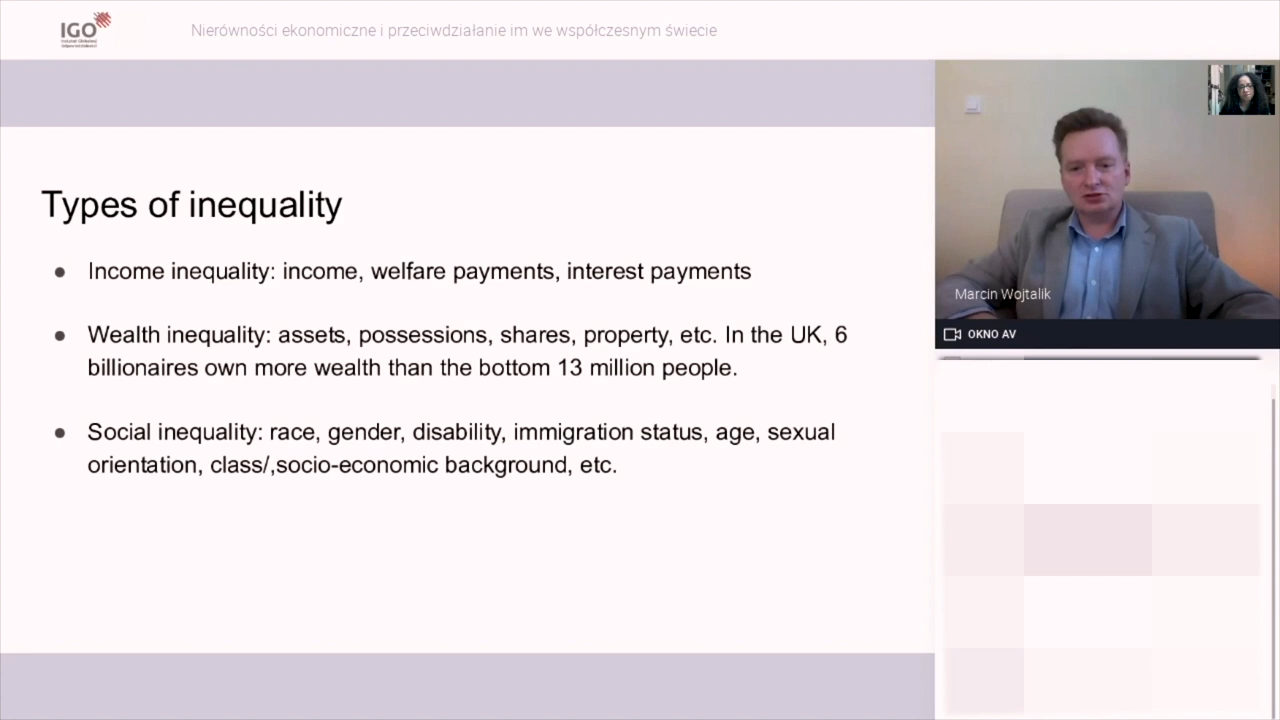 IGO
Instytut Globalnej
Odpowiedzialności
Nierówności ekonomiczne i przeciwdziałanie im we współczesnym świecie
Types of inequality
● Income inequality: income, welfare payments, interest payments
● Wealth inequality: assets, possessions, shares, property, etc. In the UK, 6
billionaires own more wealth than the bottom 13 million people.
● Social inequality: race, gender, disability, immigration status, age, sexual
orientation, class/,socio-economic background, etc.
Marcin Wojtalik
OKNO AV